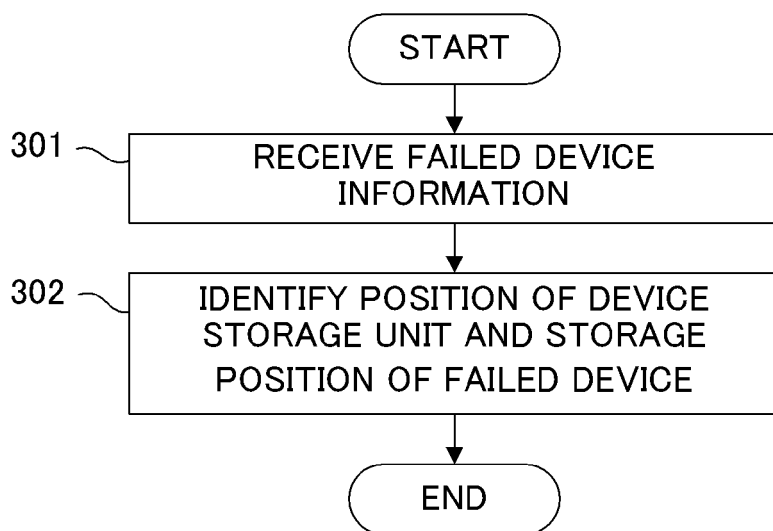 START
301
RECEIVE FAILED DEVICE
INFORMATION
302
IDENTIFY POSITION OF DEVICE
STORAGE UNIT AND STORAGE
POSITION OF FAILED DEVICE
END